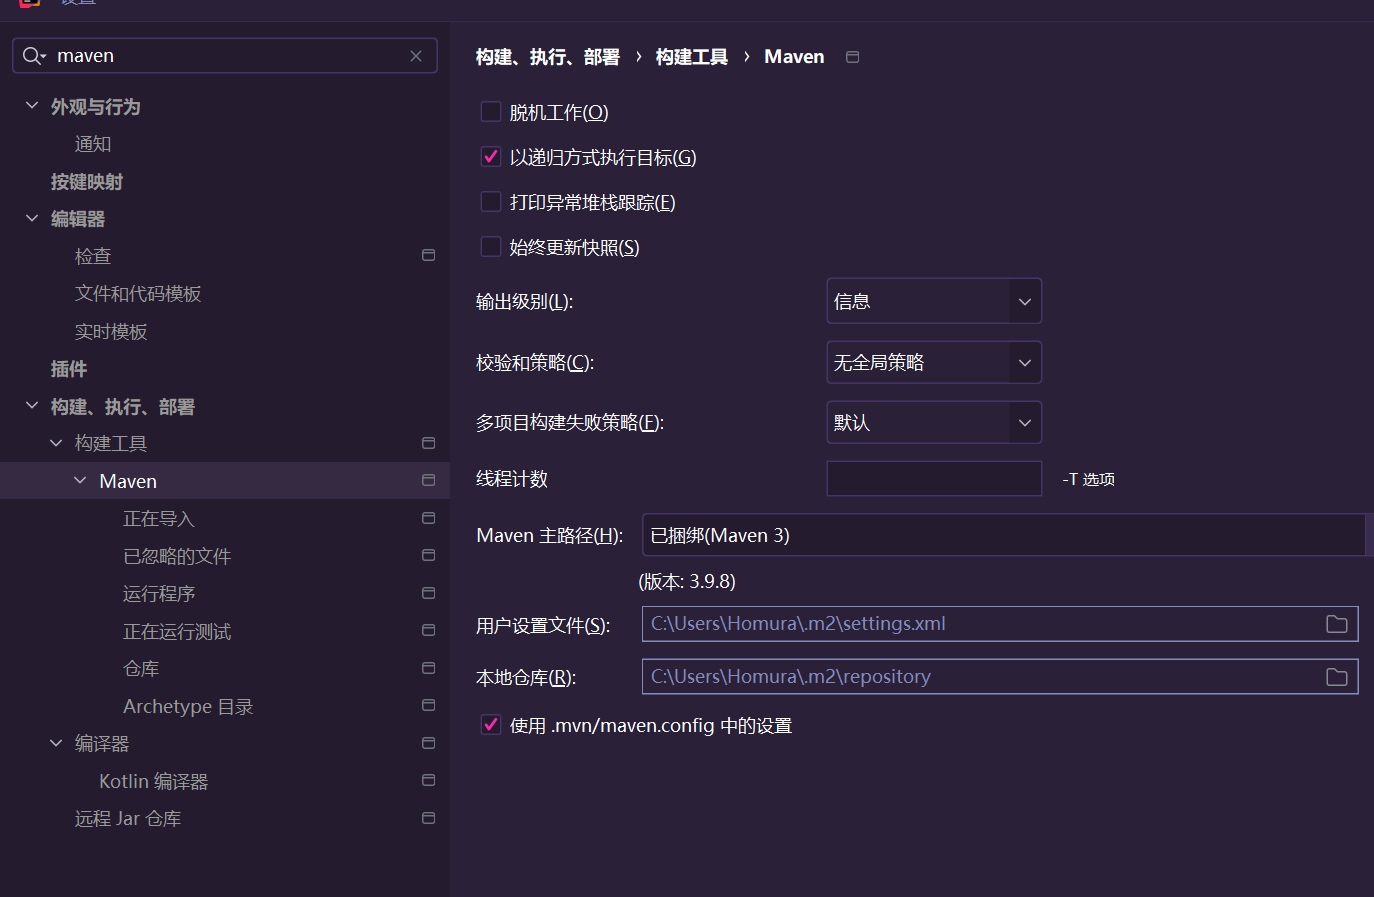 设置
maven
外观与行为
通知
按键映射
编辑器
检查
文件和代码模板
实时模板
插件
构建、执行、部署
构建工具
Maven
正在导入
已忽略的文件
运行程序
正在运行测试
仓库
Archetype 目录
编译器
Kotlin 编译器
远程 Jar 仓库
构建、执行、部署 › 构建工具 › Maven
脱机工作(O)
以递归方式执行目标(G)
打印异常堆栈跟踪(E)
始终更新快照(S)
输出级别(L): 信息
校验和策略(C): 无全局策略
多项目构建失败策略(F): 默认
线程计数 -T 选项
Maven 主路径(H): 已捆绑(Maven 3)
(版本: 3.9.8)
用户设置文件(S): C:\Users\Homura\.m2\settings.xml
本地仓库(R): C:\Users\Homura\.m2\repository
使用 .mvn/maven.config 中的设置